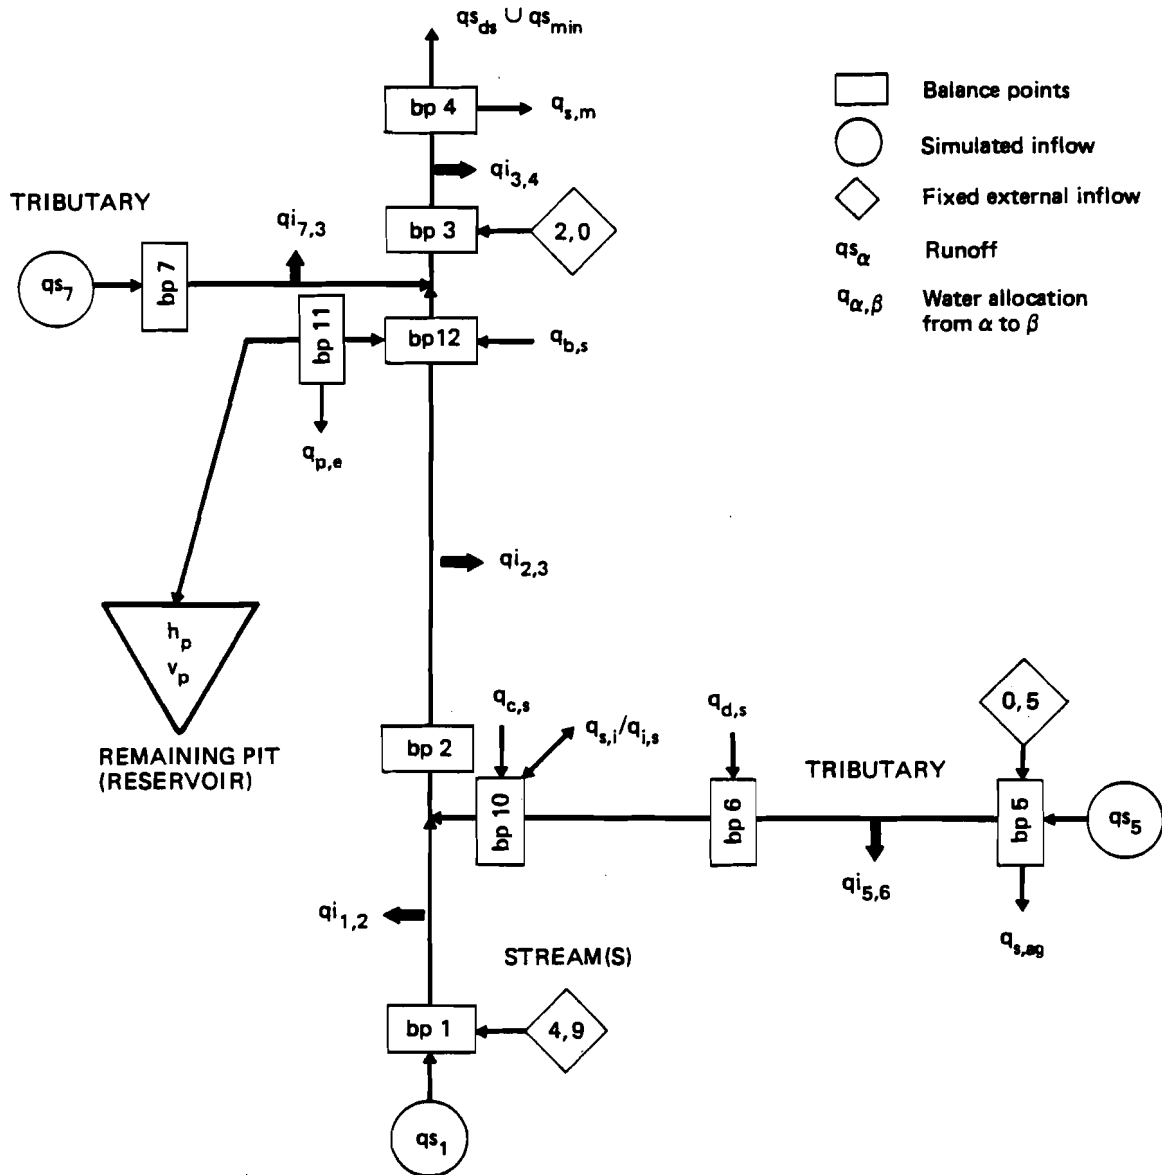 qs_ds ∪ qs_min
bp 4
q_s,m
qi_3,4
TRIBUTARY
qi_7,3
bp 3
2,0
qs_7
bp 7
bp 11
bp 12
q_b,s
q_p,e
qi_2,3
h_p
v_p
REMAINING PIT
(RESERVOIR)
bp 2
q_c,s
q_s,i/q_i,s
q_d,s
0,5
TRIBUTARY
bp 10
bp 6
bp 5
qs_5
qi_5,6
q_s,ag
qi_1,2
STREAM(S)
bp 1
4,9
qs_1
Balance points
Simulated inflow
Fixed external inflow
qs_α Runoff
q_α,β Water allocation
from α to β